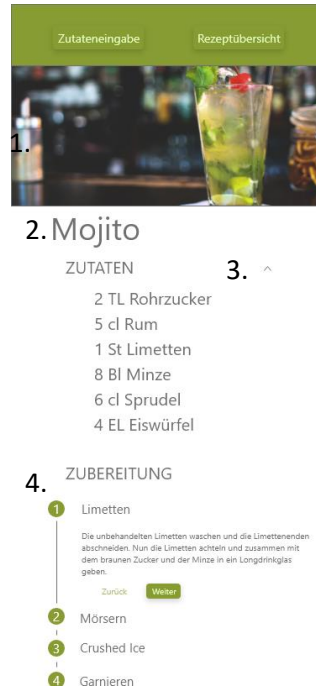 Zutateneingabe Rezeptübersicht
1.
2. Mojito
ZUTATEN 3.
2 TL Rohrzucker
5 cl Rum
1 St Limetten
8 Bl Minze
6 cl Sprudel
4 EL Eiswürfel
4. ZUBEREITUNG
1 Limetten
Die unbehandelten Limetten waschen und die Limettenenden
abschneiden. Nun die Limetten achteln und zusammen mit
dem braunen Zucker und der Minze in ein Longdrinkglas
geben.
Zurück Weiter
2 Mörsern
3 Crushed Ice
4 Garnieren